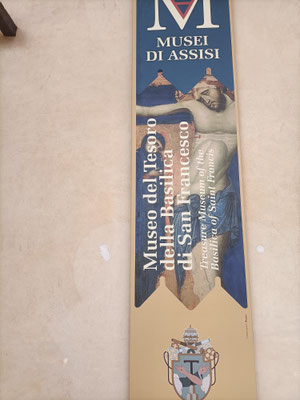 M
MUSEI
DI ASSISI
Museo del Tesoro
della Basilica
di San Francesco
Treasure Museum of the
Basilica of Saint Francis